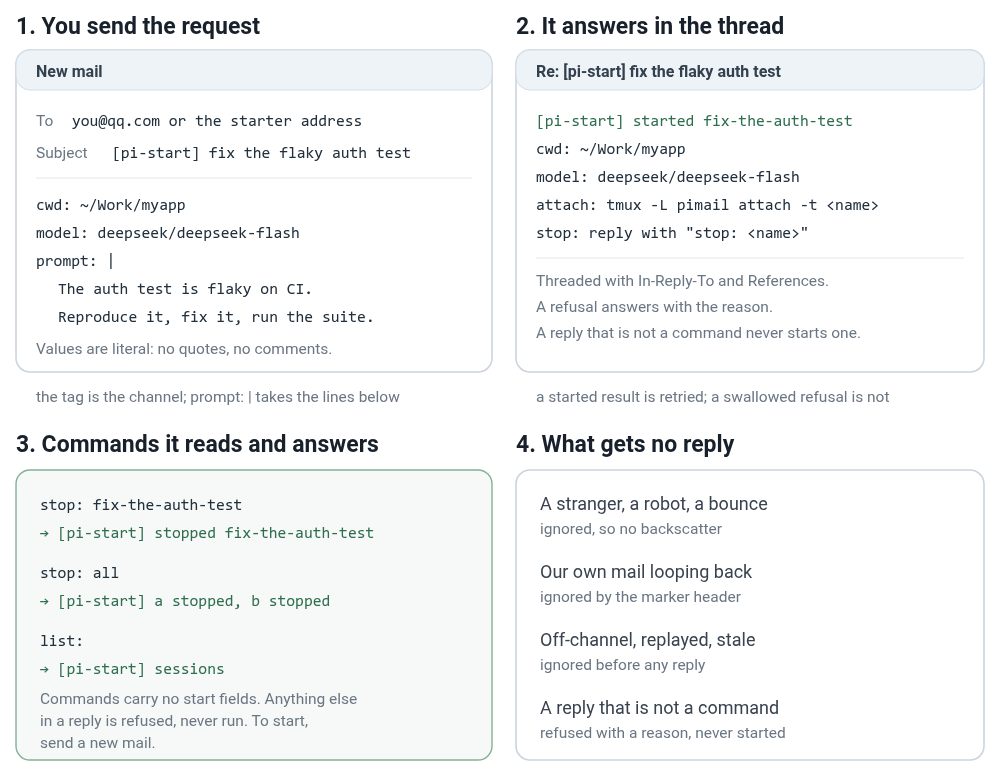 1. You send the request
New mail
To you@qq.com or the starter address
Subject [pi-start] fix the flaky auth test
cwd: ~/Work/myapp
model: deepseek/deepseek-flash
prompt: |
The auth test is flaky on CI.
Reproduce it, fix it, run the suite.
Values are literal: no quotes, no comments.
the tag is the channel; prompt: | takes the lines below
2. It answers in the thread
Re: [pi-start] fix the flaky auth test
[pi-start] started fix-the-auth-test
cwd: ~/Work/myapp
model: deepseek/deepseek-flash
attach: tmux -L pimail attach -t <name>
stop: reply with "stop: <name>"
Threaded with In-Reply-To and References.
A refusal answers with the reason.
A reply that is not a command never starts one.
a started result is retried; a swallowed refusal is not
3. Commands it reads and answers
stop: fix-the-auth-test
→ [pi-start] stopped fix-the-auth-test
stop: all
→ [pi-start] a stopped, b stopped
list:
→ [pi-start] sessions
Commands carry no start fields. Anything else
in a reply is refused, never run. To start,
send a new mail.
4. What gets no reply
A stranger, a robot, a bounce
ignored, so no backscatter
Our own mail looping back
ignored by the marker header
Off-channel, replayed, stale
ignored before any reply
A reply that is not a command
refused with a reason, never started